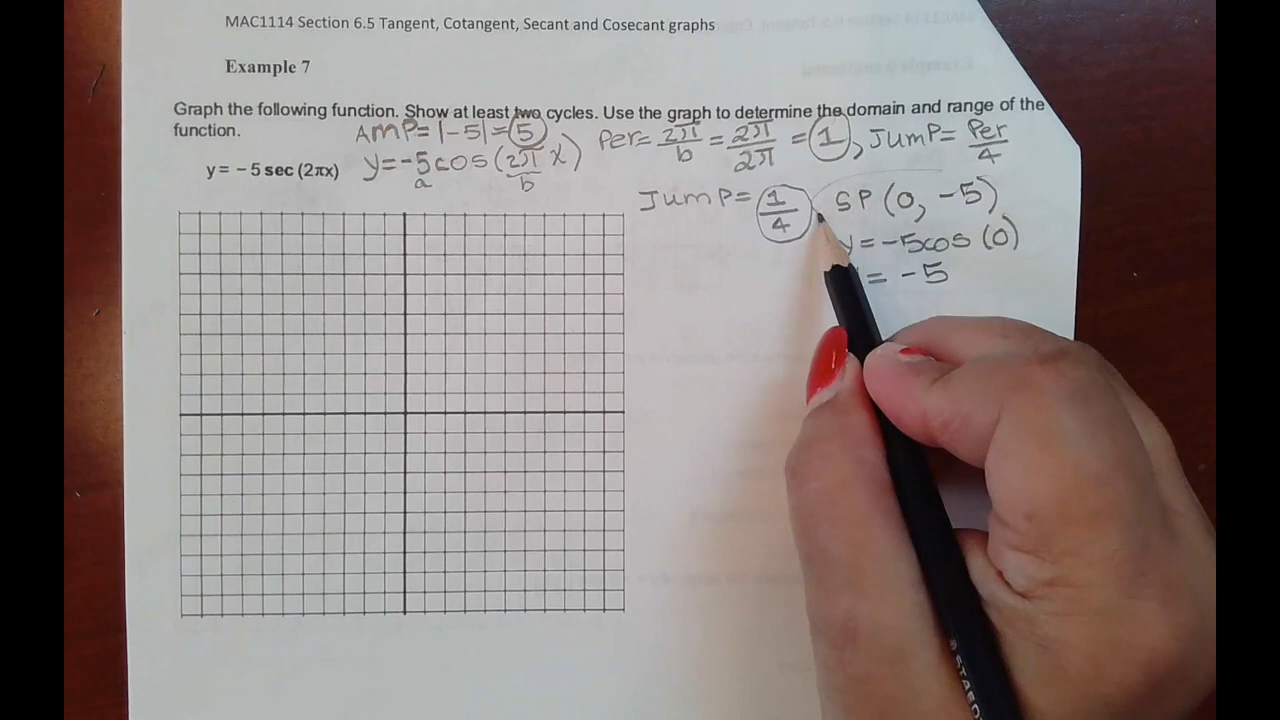 MAC1114 Section 6.5 Tangent, Cotangent, Secant and Cosecant graphs
Example 7
Graph the following function. Show at least two cycles. Use the graph to determine the domain and range of the
function.
AMP = |-5| = 5
Per = 2π/b = 2π/2π = 1, JUMP = Per/4
y = − 5 sec (2πx)
y = -5 cos (2π x)
a b
JUMP = 1/4
SP (0, -5)
y = -5cos (0)
= -5
STAED